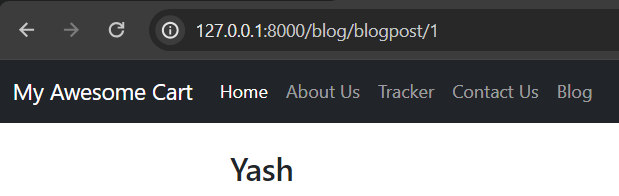 127.0.0.1:8000/blog/blogpost/1
My Awesome Cart Home About Us Tracker Contact Us Blog
Yash